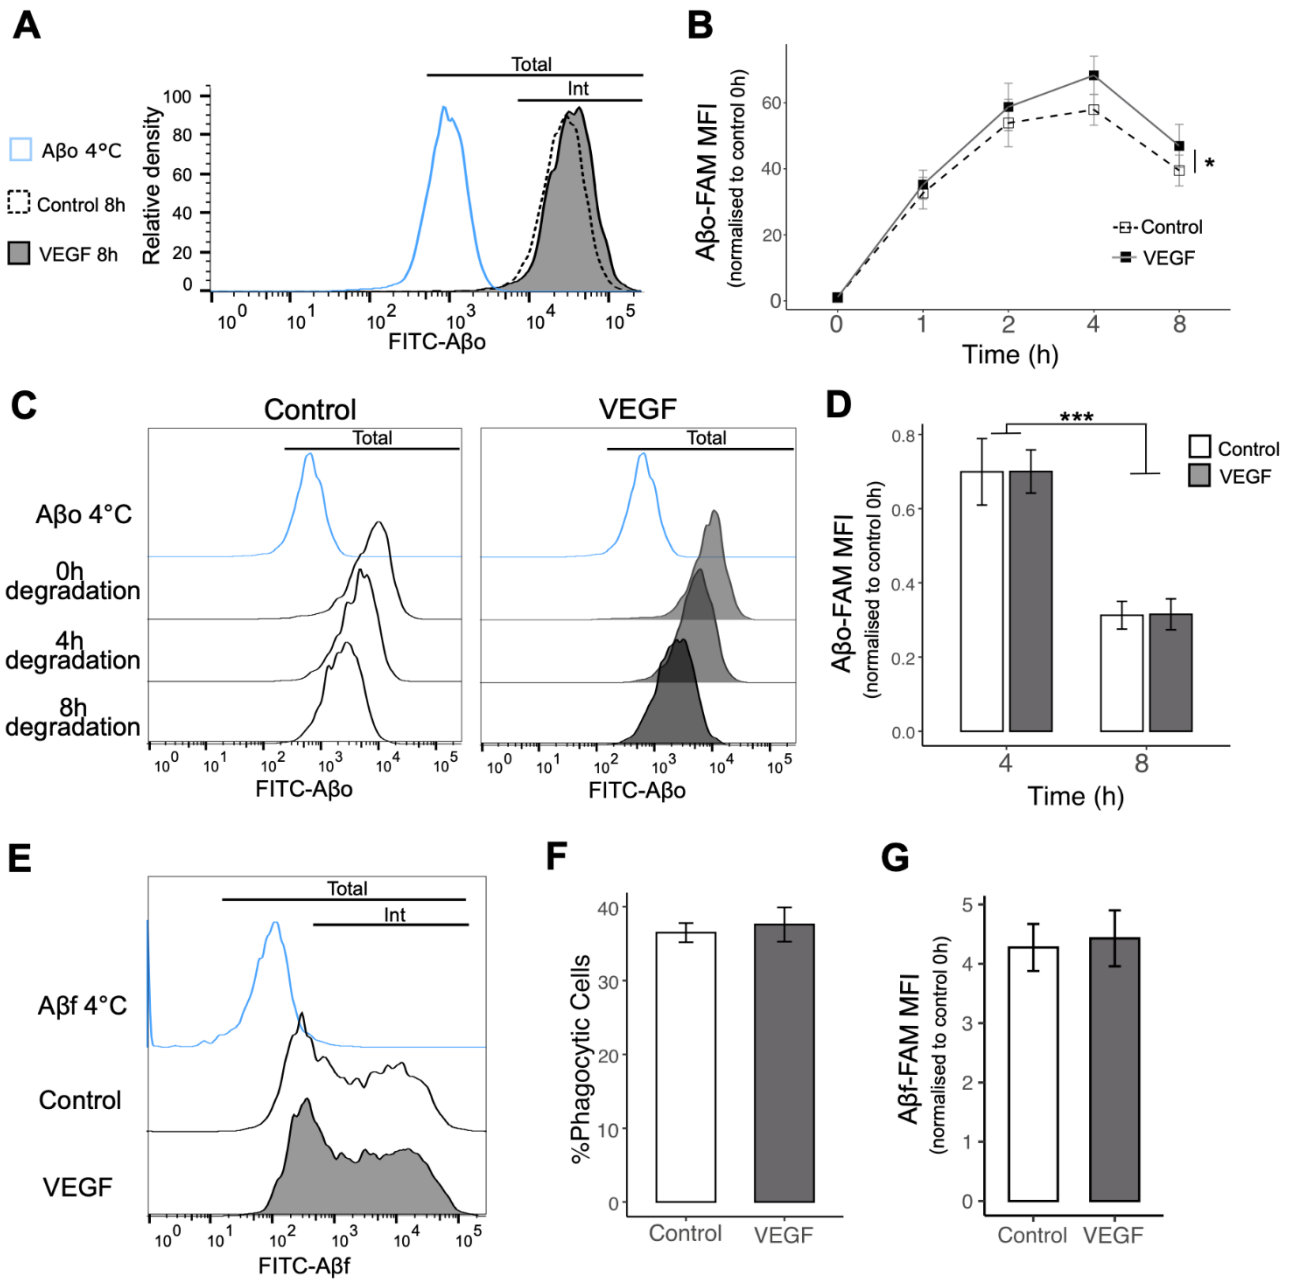 A
Total
Int
Aβo 4°C
Control 8h
VEGF 8h
Relative density
100
80
60
40
20
0
10^0 10^1 10^2 10^3 10^4 10^5
FITC-Aβo
B
Aβo-FAM MFI
(normalised to control 0h)
60
40
20
0
*
Control
VEGF
0 1 2 4 8
Time (h)
C
Control
VEGF
Total
Total
Aβo 4°C
0h
degradation
4h
degradation
8h
degradation
10^0 10^1 10^2 10^3 10^4 10^5
FITC-Aβo
10^0 10^1 10^2 10^3 10^4 10^5
FITC-Aβo
D
***
Control
VEGF
Aβo-FAM MFI
(normalised to control 0h)
0.8
0.6
0.4
0.2
0.0
4 8
Time (h)
E
Total
Int
Aβf 4°C
Control
VEGF
10^0 10^1 10^2 10^3 10^4 10^5
FITC-Aβf
F
%Phagocytic Cells
40
30
20
10
0
Control VEGF
G
Aβf-FAM MFI
(normalised to control 0h)
5
4
3
2
1
0
Control VEGF